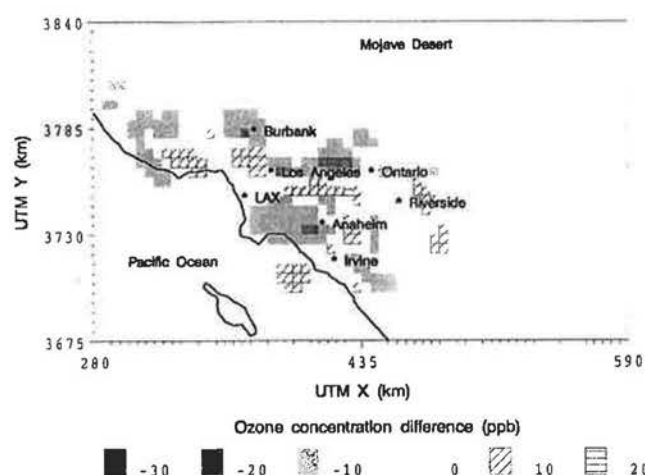 3840
Mojave Desert
UTM Y (km)
3785
Burbank
Los Angeles
Ontario
LAX
Riverside
3730
Anaheim
Pacific Ocean
Irvine
3675
280
435
590
UTM X (km)
Ozone concentration difference (ppb)
-30 -20 -10 0 10 20